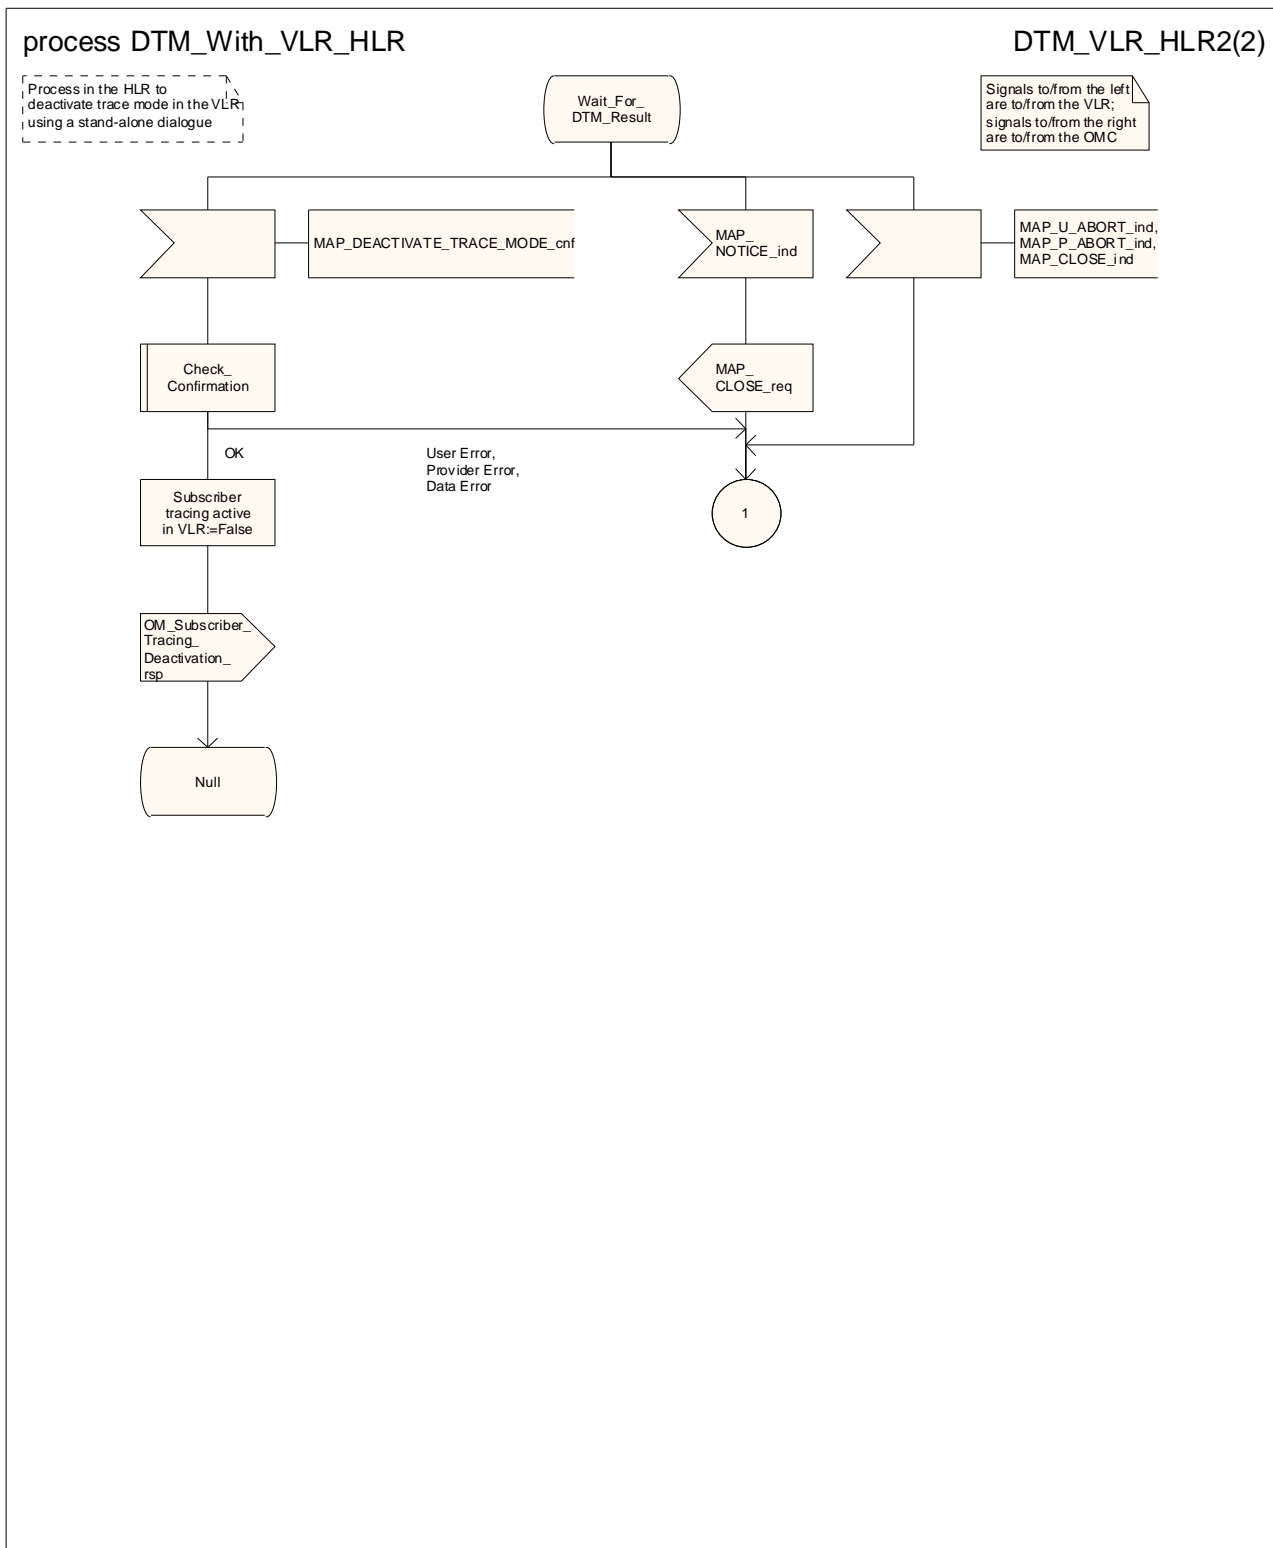 process DTM_With_VLR_HLR
DTM_VLR_HLR2(2)
Process in the HLR to
deactivate trace mode in the VLR
using a stand-alone dialogue
Wait_For_
DTM_Result
Signals to/from the left
are to/from the VLR;
signals to/from the right
are to/from the OMC
MAP_DEACTIVATE_TRACE_MODE_cnf
MAP_
NOTICE_ind
MAP_U_ABORT_ind,
MAP_P_ABORT_ind,
MAP_CLOSE_ind
Check_
Confirmation
MAP_
CLOSE_req
OK
User Error,
Provider Error,
Data Error
Subscriber
tracing active
in VLR:=False
1
OM_Subscriber_
Tracing_
Deactivation_
rsp
Null